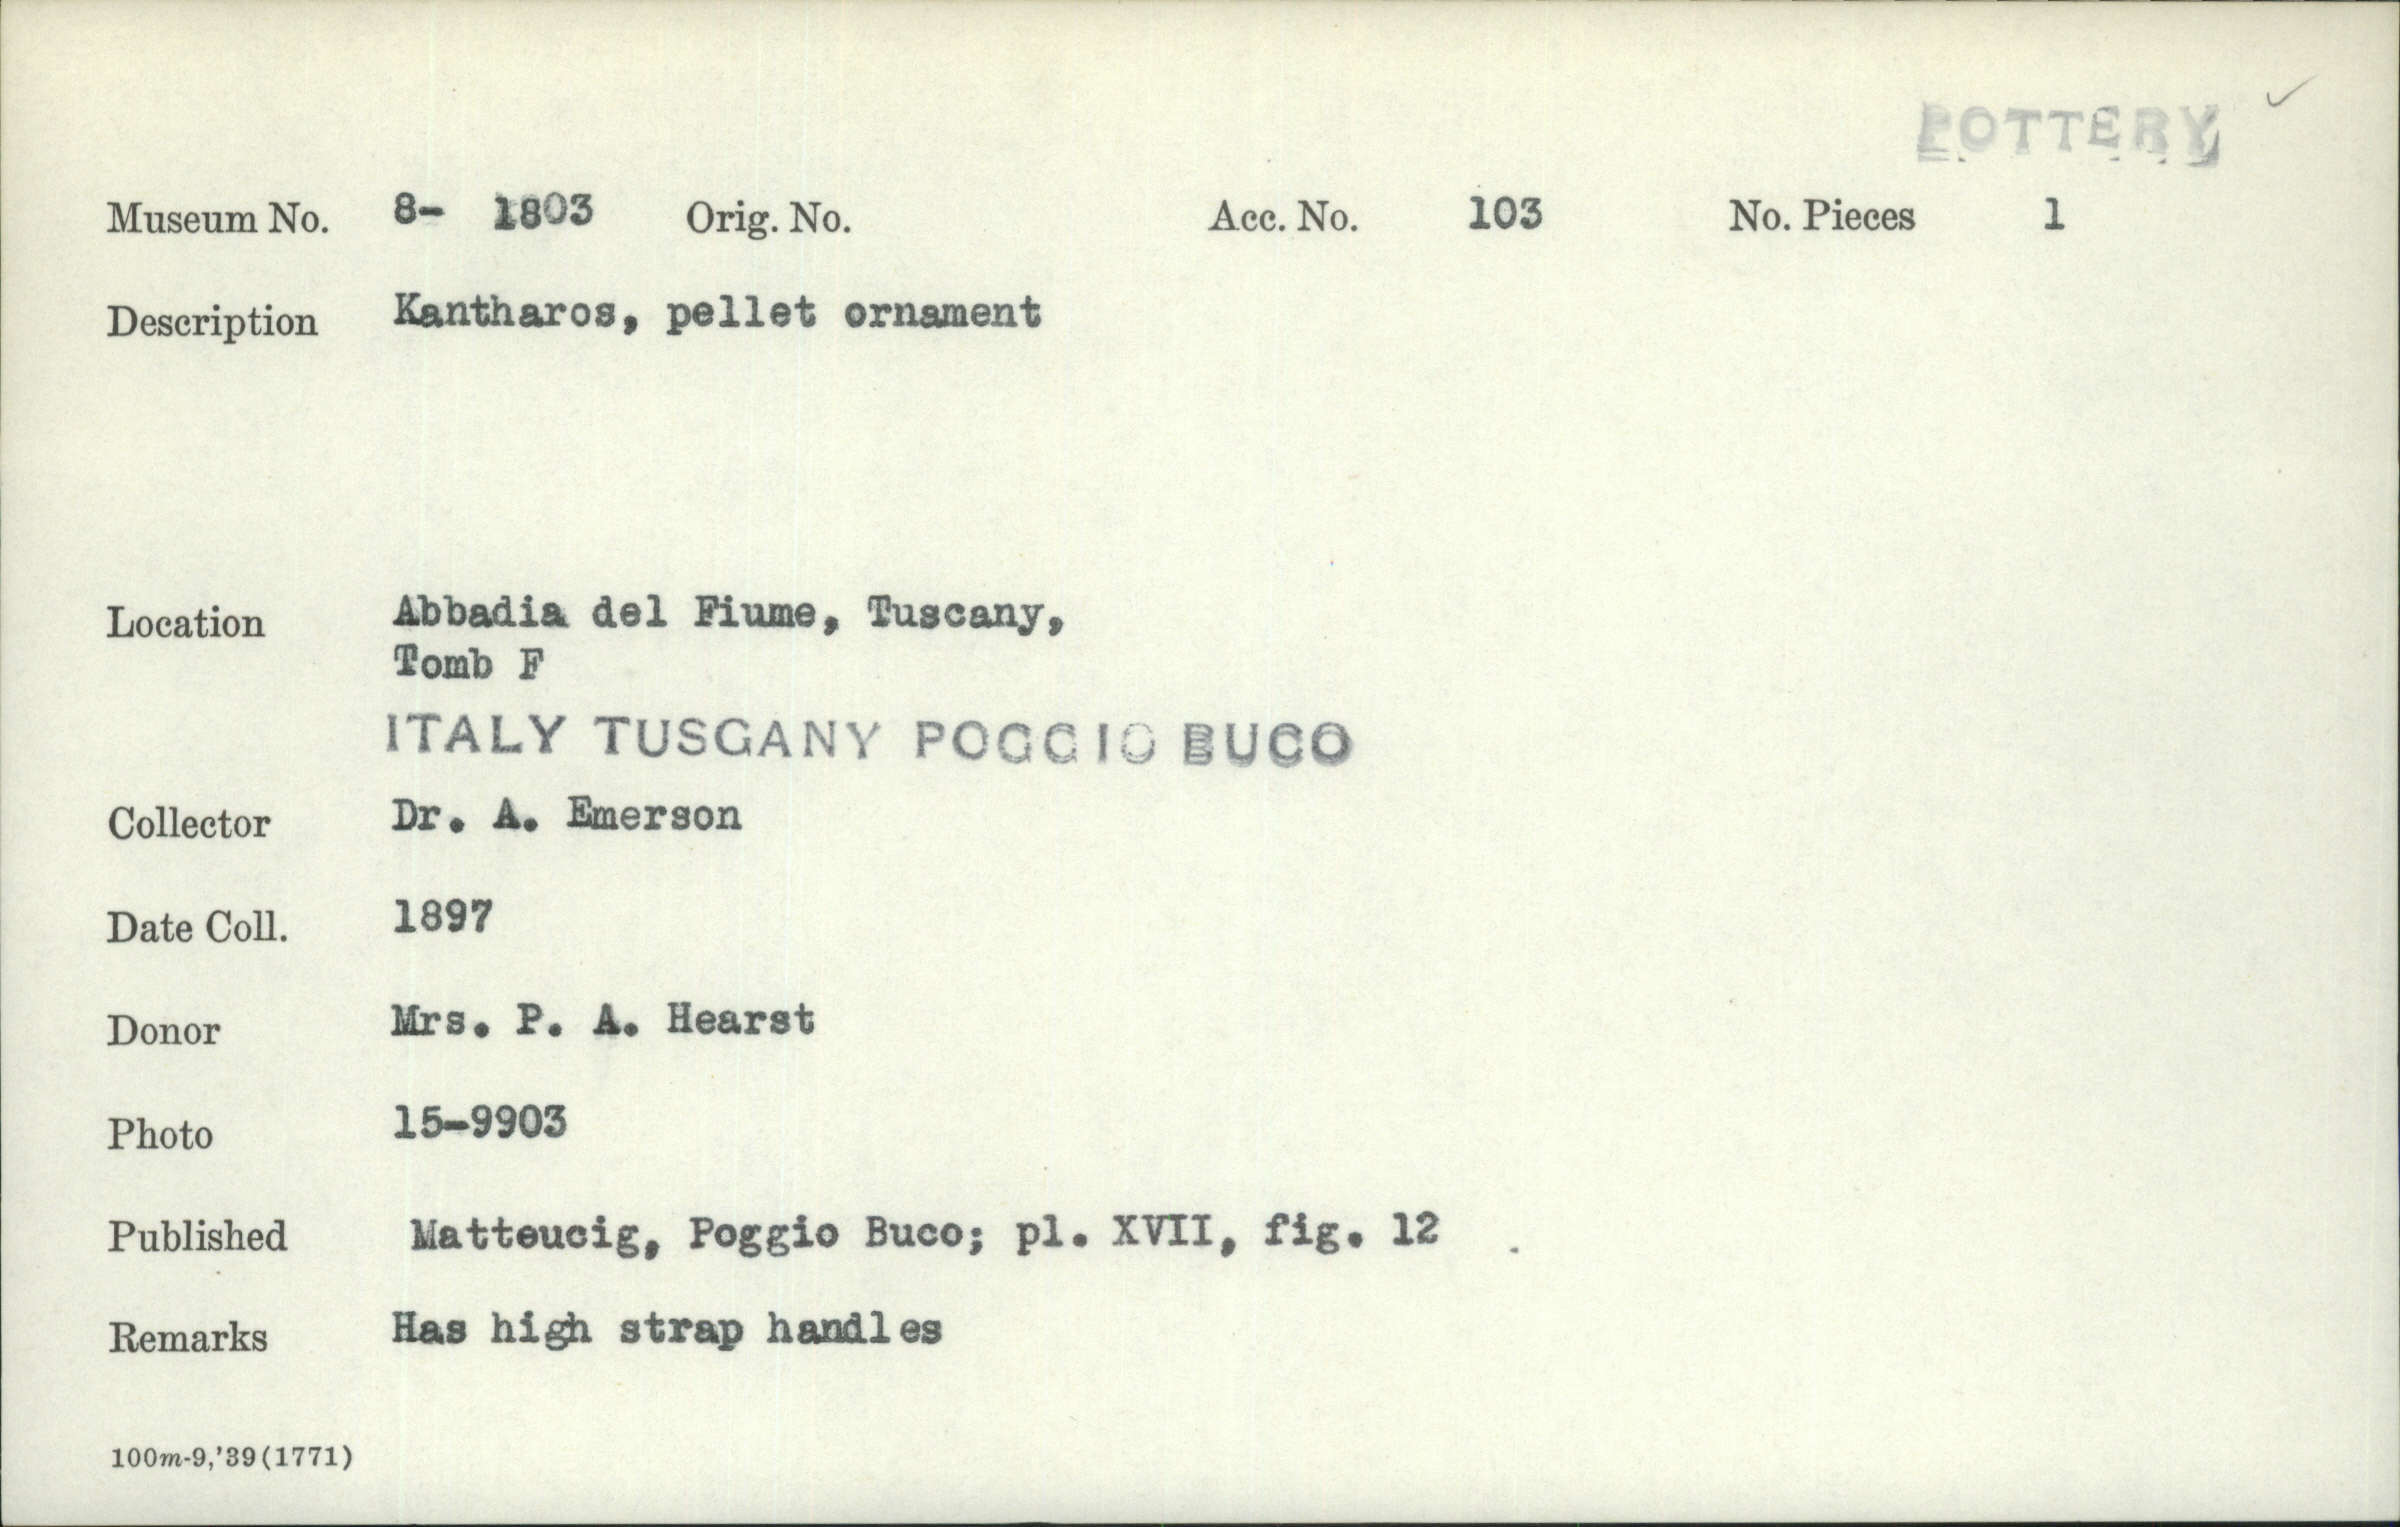 POTTERY
Museum No. 8- 1803 Orig. No. Acc. No. 103 No. Pieces 1
Description Kantharos, pellet ornament
Location Abbadia del Fiume, Tuscany,
Tomb F
ITALY TUSCANY POGGIO BUCO
Collector Dr. A. Emerson
Date Coll. 1897
Donor Mrs. P. A. Hearst
Photo 15-9903
Published Matteucig, Poggio Buco; pl. XVII, fig. 12
Remarks Has high strap handles
100m-9,'39(1771)